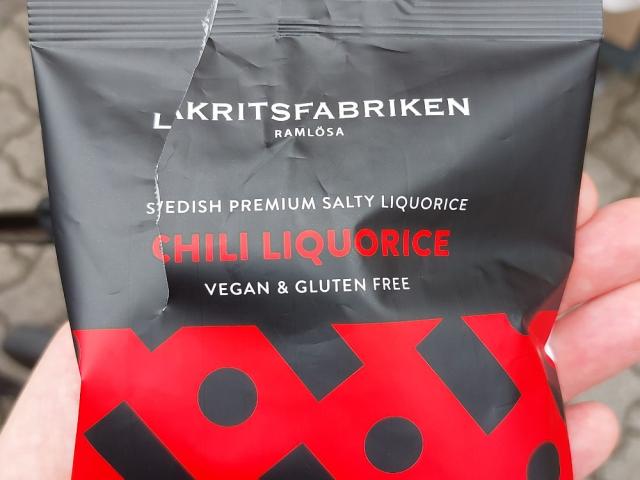 LAKRITSFABRIKEN
RAMLÖSA
SWEDISH PREMIUM SALTY LIQUORICE
CHILI LIQUORICE
VEGAN & GLUTEN FREE